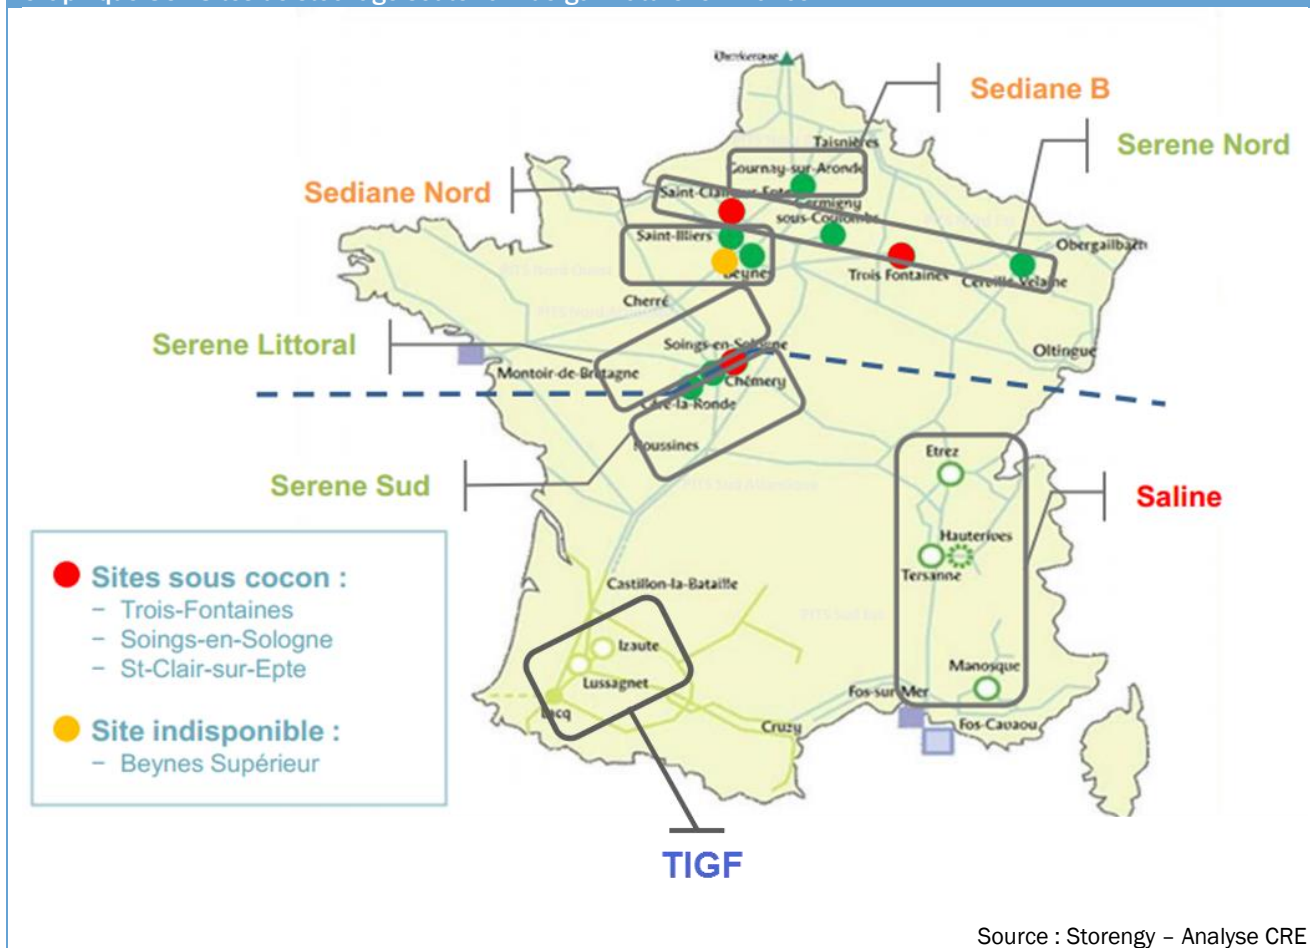 Sediane B
Taisnières
Serene Nord
Gournay-sur-Aronde
Sediane Nord
Germigny
sous-Coulombs
Saint-Illiers
Obergailbach
Beynes
Trois Fontaines
Cerville-Velaine
Cherré
Serene Littoral
Soings-en-Sologne
Oltingue
Montoir-de-Bretagne
Chémery
Céré-la-Ronde
Roussines
Etrez
Serene Sud
Saline
Hauterives
Tersanne
Sites sous cocon :
– Trois-Fontaines
– Soings-en-Sologne
– St-Clair-sur-Epte
Site indisponible :
– Beynes Supérieur
Castillon-la-Bataille
Izaute
Lussagnet
Lacq
Manosque
Fos-sur-Mer
Cruzy
Fos-Cavaou
TIGF
Source : Storengy – Analyse CRE